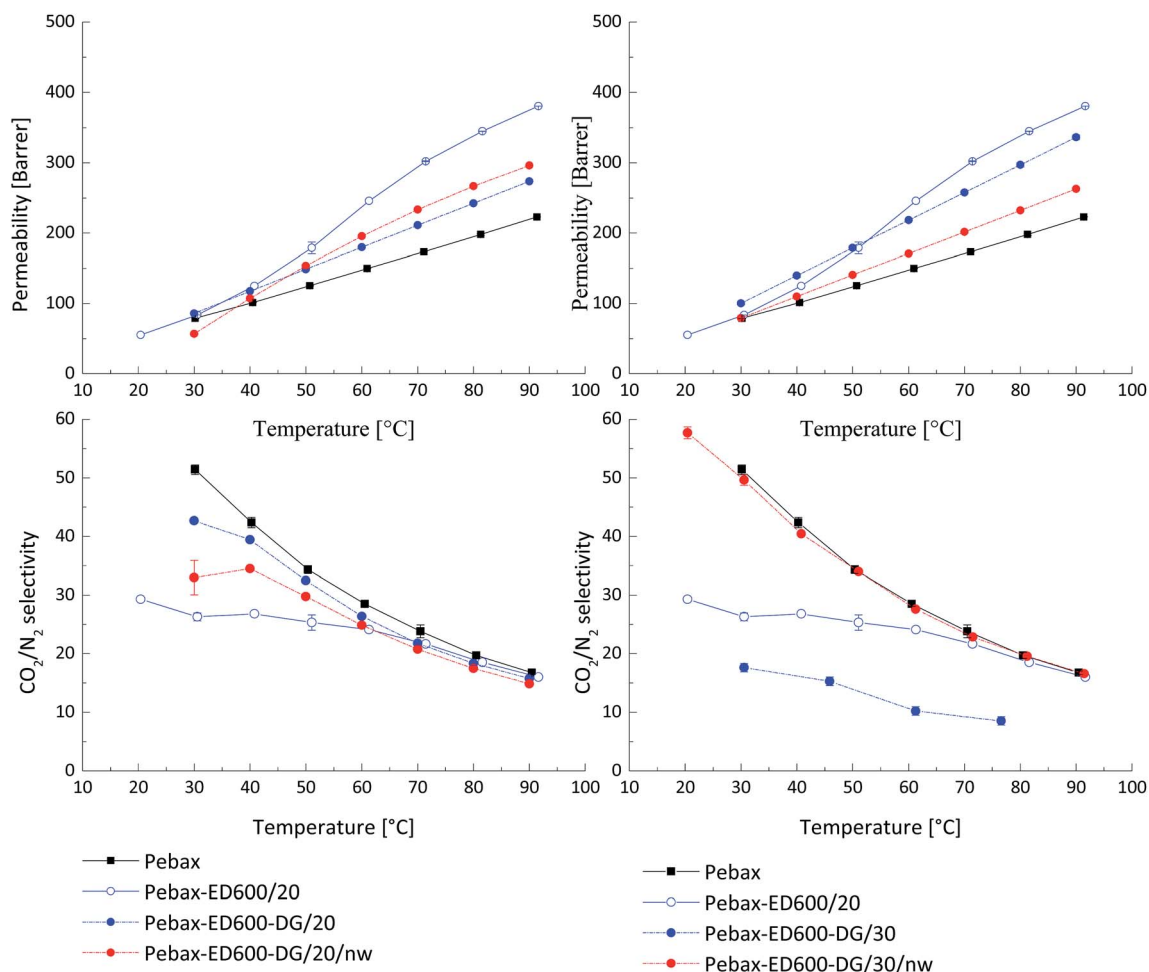 500
400
300
200
100
0
Permeability [Barrer]
10 20 30 40 50 60 70 80 90 100
Temperature [°C]
500
400
300
200
100
0
Permeability [Barrer]
10 20 30 40 50 60 70 80 90 100
Temperature [°C]
60
50
40
30
20
10
0
CO₂/N₂ selectivity
10 20 30 40 50 60 70 80 90 100
Temperature [°C]
60
50
40
30
20
10
0
CO₂/N₂ selectivity
10 20 30 40 50 60 70 80 90 100
Temperature [°C]
Pebax
Pebax-ED600/20
Pebax-ED600-DG/20
Pebax-ED600-DG/20/nw
Pebax
Pebax-ED600/20
Pebax-ED600-DG/30
Pebax-ED600-DG/30/nw